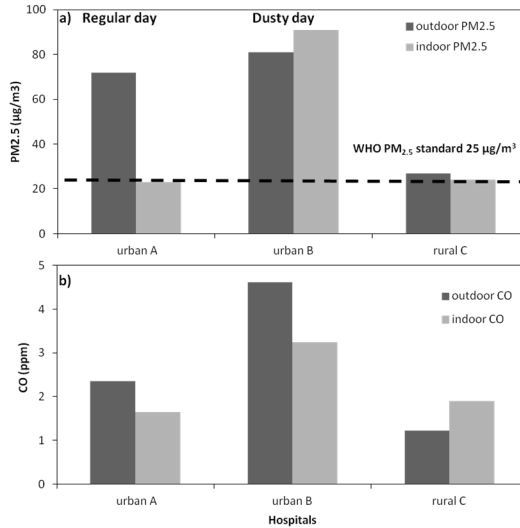 a) Regular day Dusty day
outdoor PM2.5
indoor PM2.5
PM2.5 (µg/m3)
100
80
60
40
20
0
WHO PM2.5 standard 25 µg/m³
urban A urban B rural C
b)
outdoor CO
indoor CO
CO (ppm)
5
4
3
2
1
0
urban A urban B rural C
Hospitals